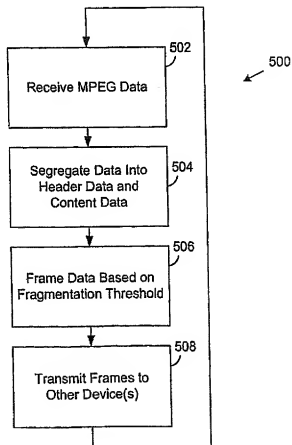 502
Receive MPEG Data
500
504
Segregate Data Into
Header Data and
Content Data
506
Frame Data Based on
Fragmentation Threshold
508
Transmit Frames to
Other Device(s)